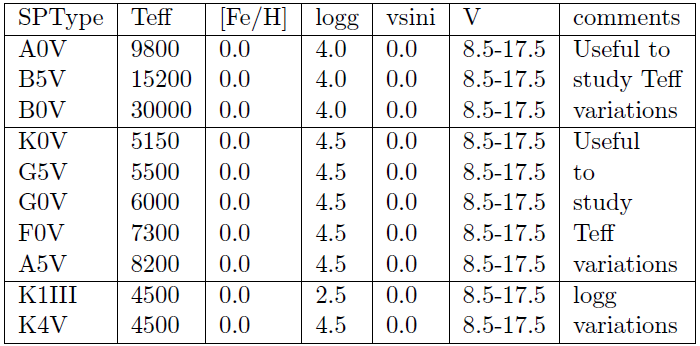 SPType Teff [Fe/H] logg vsini V comments
A0V 9800 0.0 4.0 0.0 8.5-17.5 Useful to
B5V 15200 0.0 4.0 0.0 8.5-17.5 study Teff
B0V 30000 0.0 4.0 0.0 8.5-17.5 variations
K0V 5150 0.0 4.5 0.0 8.5-17.5 Useful
G5V 5500 0.0 4.5 0.0 8.5-17.5 to
G0V 6000 0.0 4.5 0.0 8.5-17.5 study
F0V 7300 0.0 4.5 0.0 8.5-17.5 Teff
A5V 8200 0.0 4.5 0.0 8.5-17.5 variations
K1III 4500 0.0 2.5 0.0 8.5-17.5 logg
K4V 4500 0.0 4.5 0.0 8.5-17.5 variations